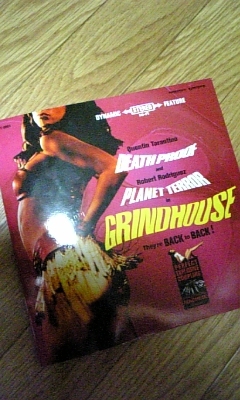 DYNAMIC STEREO FEATURE
Quentin Tarantino
DEATH PROOF
and
Robert Rodriguez
PLANET TERROR
in
GRINDHOUSE
They're BACK to BACK!
PERFECT